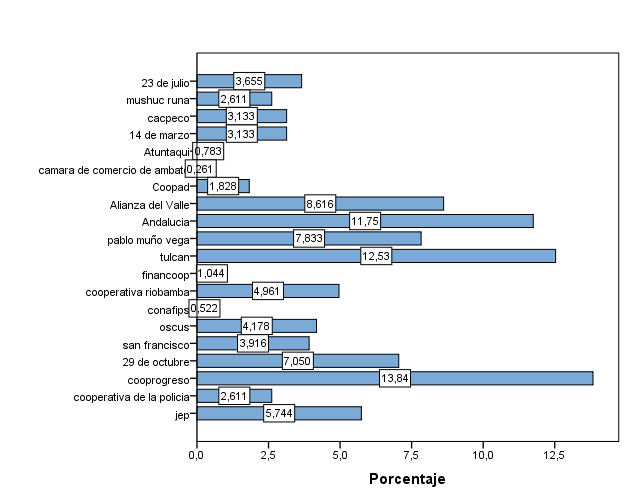 23 de julio 3,655
mushuc runa 2,611
cacpeco 3,133
14 de marzo 3,133
Atuntaqui 0,783
camara de comercio de ambat 0,261
Coopad 1,828
Alianza del Valle 8,616
Andalucia 11,75
pablo muño vega 7,833
tulcan 12,53
financoop 1,044
cooperativa riobamba 4,961
conafips 0,522
oscus 4,178
san francisco 3,916
29 de octubre 7,050
cooprogreso 13,84
cooperativa de la policia 2,611
jep 5,744
0,0 2,5 5,0 7,5 10,0 12,5
Porcentaje